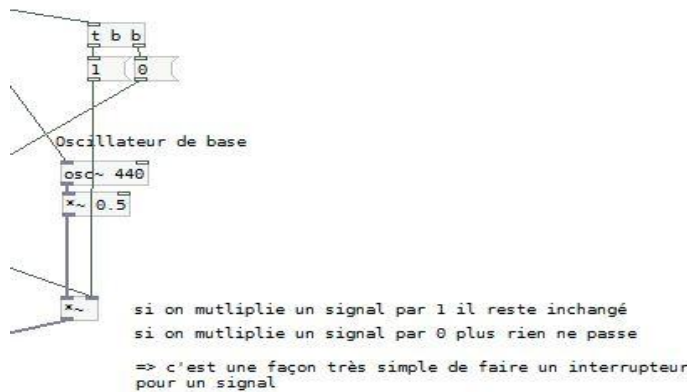 t b b
1 0
Oscillateur de base
osc~ 440
*~ 0.5
*~
si on mutliplie un signal par 1 il reste inchangé
si on mutliplie un signal par 0 plus rien ne passe
=> c'est une façon très simple de faire un interrupteur
pour un signal